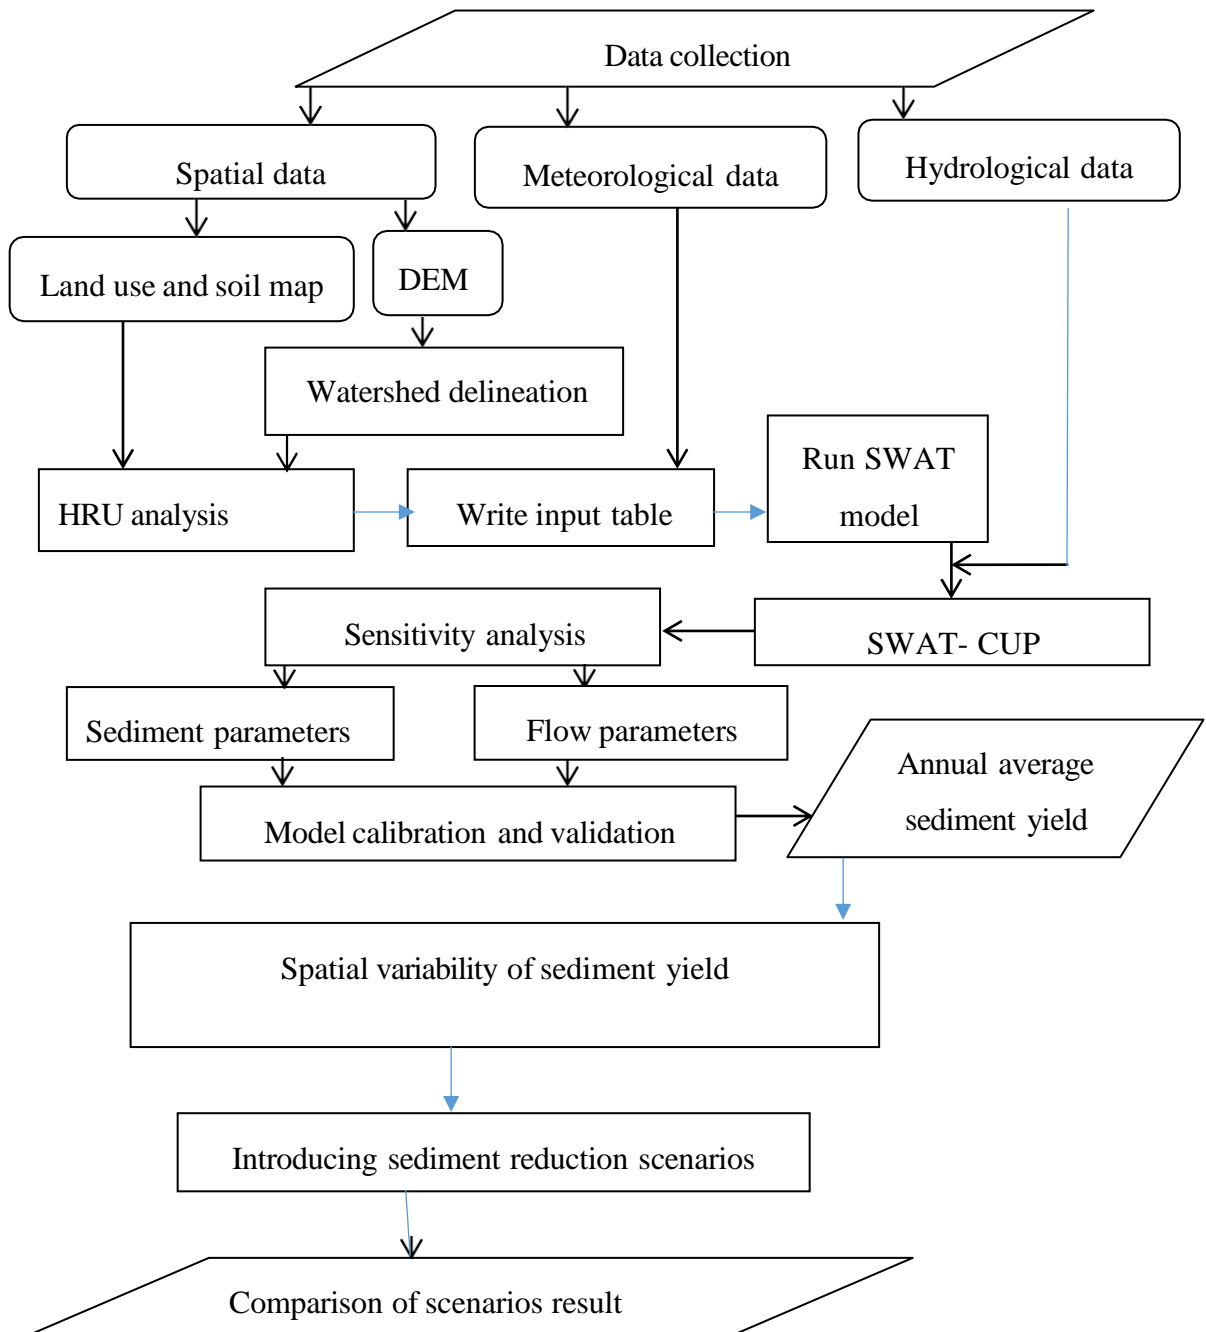 Data collection
Spatial data
Meteorological data
Hydrological data
Land use and soil map
DEM
Watershed delineation
HRU analysis
Write input table
Run SWAT
model
Sensitivity analysis
SWAT- CUP
Sediment parameters
Flow parameters
Model calibration and validation
Annual average
sediment yield
Spatial variability of sediment yield
Introducing sediment reduction scenarios
Comparison of scenarios result